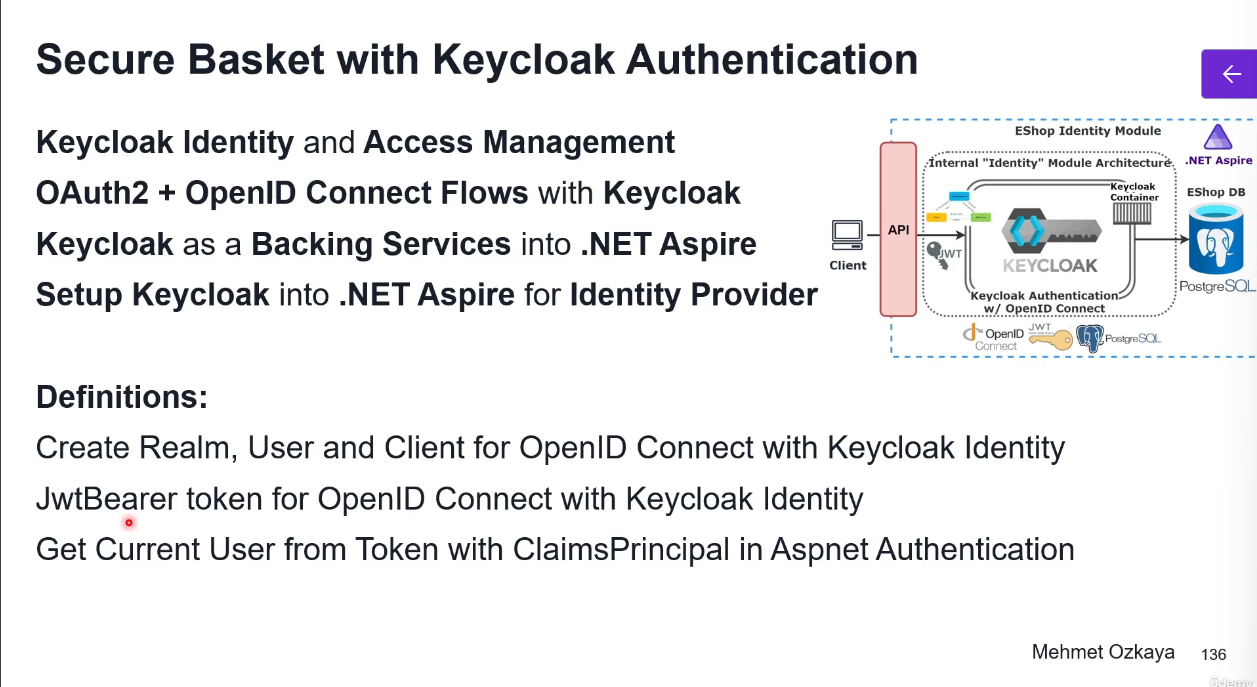 Secure Basket with Keycloak Authentication
Keycloak Identity and Access Management
OAuth2 + OpenID Connect Flows with Keycloak
Keycloak as a Backing Services into .NET Aspire
Setup Keycloak into .NET Aspire for Identity Provider
EShop Identity Module
.NET Aspire
Internal "Identity" Module Architecture
Keycloak
Container
EShop DB
API
Client
JWT
KEYCLOAK
PostgreSQL
Keycloak Authentication
w/ OpenID Connect
OpenID
Connect
JWT
PostgreSQL
Definitions:
Create Realm, User and Client for OpenID Connect with Keycloak Identity
JwtBearer token for OpenID Connect with Keycloak Identity
Get Current User from Token with ClaimsPrincipal in Aspnet Authentication
Mehmet Ozkaya
136